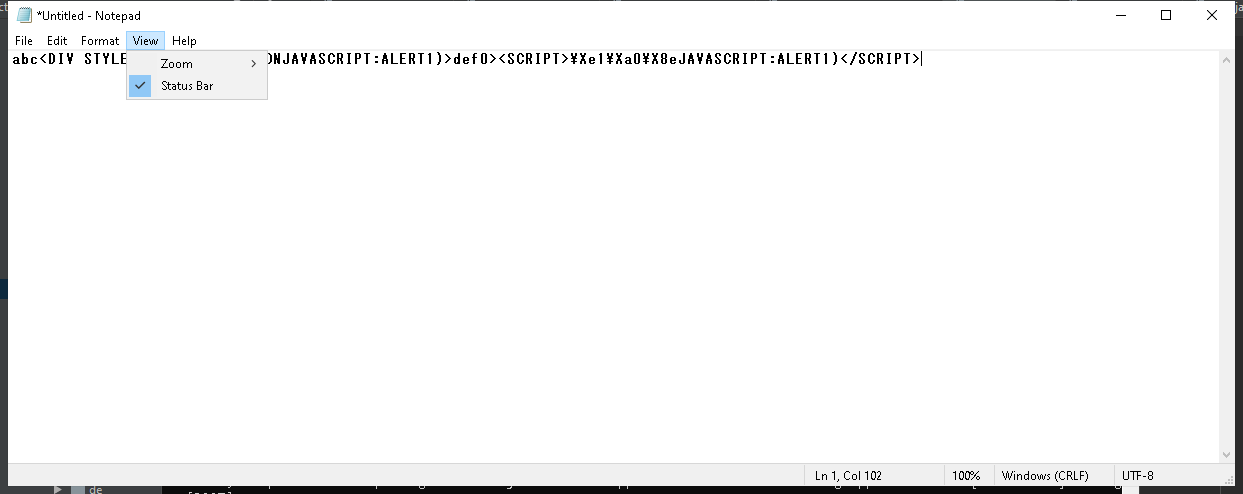 *Untitled - Notepad
File Edit Format View Help
abc<DIV STYLE ONJAVASCRIPT:ALERT1)>def0><SCRIPT>¥Xe1¥Xa0¥X8eJAVASCRIPT:ALERT1)</SCRIPT>
Zoom
Status Bar
Ln 1, Col 102 100% Windows (CRLF) UTF-8
de